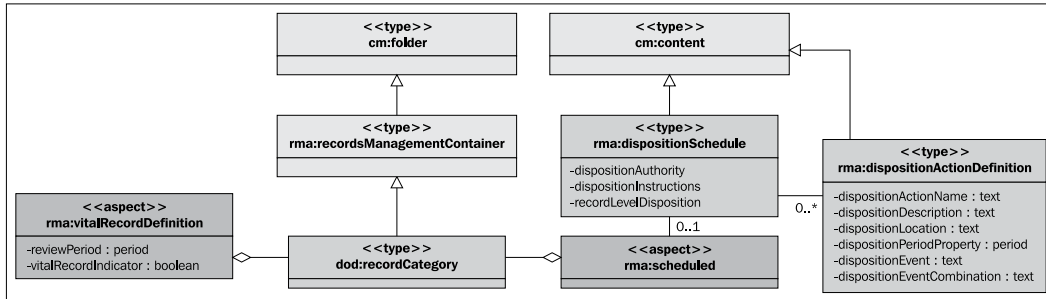 <<type>>
cm:folder
<<type>>
cm:content
<<type>>
rma:recordsManagementContainer
<<type>>
rma:dispositionSchedule
-dispositionAuthority
-dispositionInstructions
-recordLevelDisposition
<<type>>
rma:dispositionActionDefinition
-dispositionActionName : text
-dispositionDescription : text
-dispositionLocation : text
-dispositionPeriodProperty : period
-dispositionEvent : text
-dispositionEventCombination : text
0..*
0..1
<<aspect>>
rma:vitalRecordDefinition
-reviewPeriod : period
-vitalRecordIndicator : boolean
<<type>>
dod:recordCategory
<<aspect>>
rma:scheduled